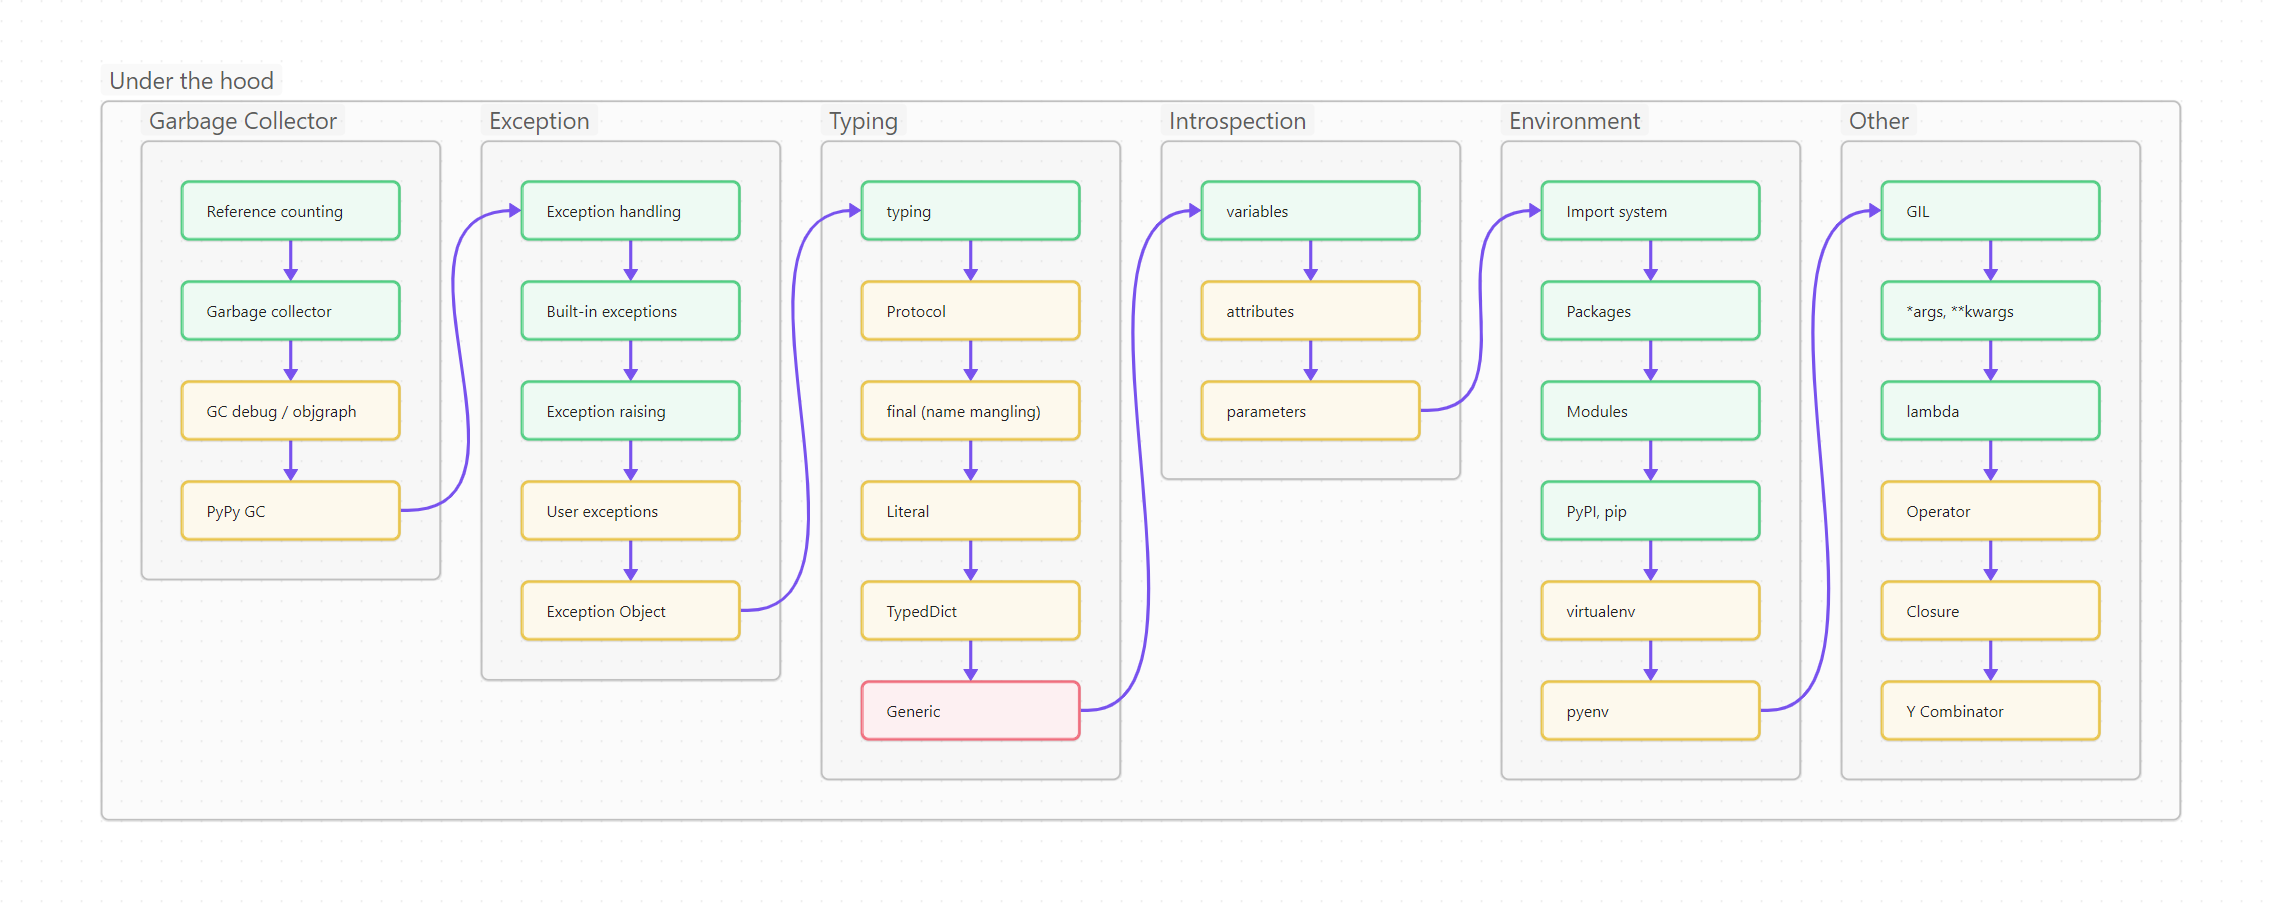 Under the hood
Garbage Collector
Reference counting
Garbage collector
GC debug / objgraph
PyPy GC
Exception
Exception handling
Built-in exceptions
Exception raising
User exceptions
Exception Object
Typing
typing
Protocol
final (name mangling)
Literal
TypedDict
Generic
Introspection
variables
attributes
parameters
Environment
Import system
Packages
Modules
PyPI, pip
virtualenv
pyenv
Other
GIL
*args, **kwargs
lambda
Operator
Closure
Y Combinator